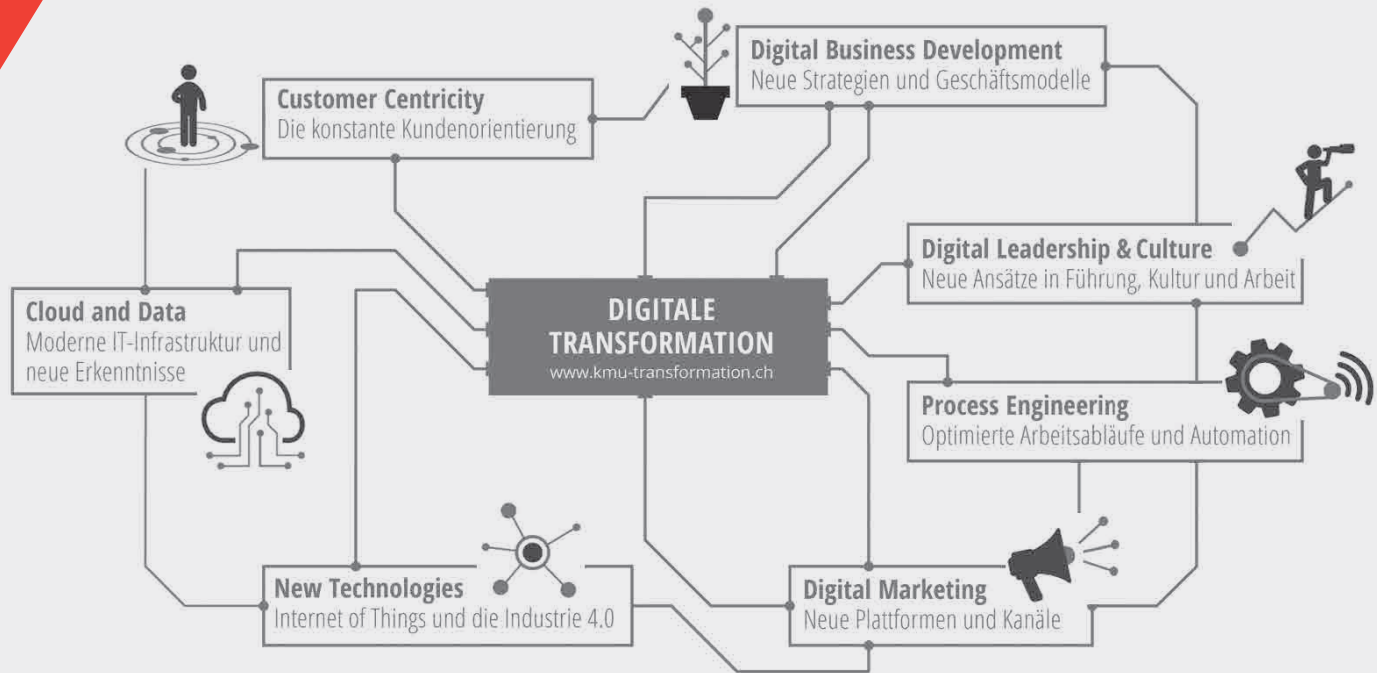 Digital Business Development
Neue Strategien und Geschäftsmodelle
Customer Centricity
Die konstante Kundenorientierung
Digital Leadership & Culture
Neue Ansätze in Führung, Kultur und Arbeit
Cloud and Data
Moderne IT-Infrastruktur und
neue Erkenntnisse
DIGITALE
TRANSFORMATION
www.kmu-transformation.ch
Process Engineering
Optimierte Arbeitsabläufe und Automation
New Technologies
Internet of Things und die Industrie 4.0
Digital Marketing
Neue Plattformen und Kanäle